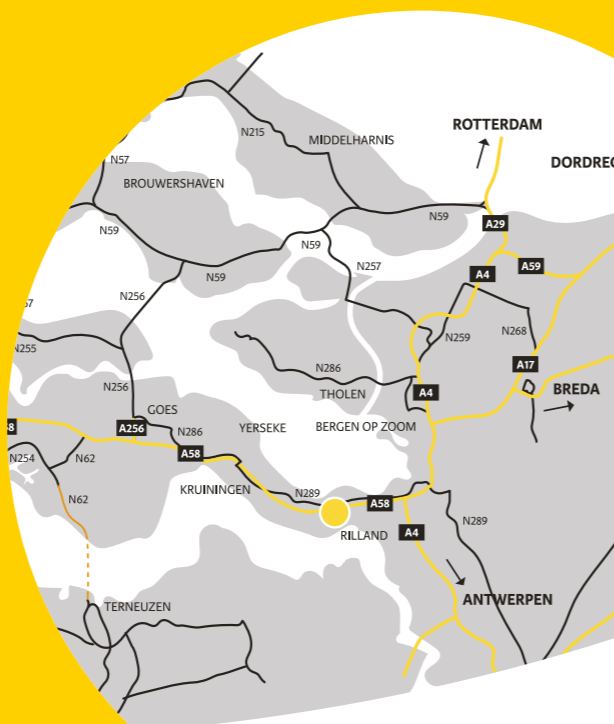 ROTTERDAM
N215
MIDDELHARNIS
N57
DORDREC
BROUWERSHAVEN
N59
N59
N59
A29
N59
N257
A59
N59
A4
N256
N255
N259
N268
N286
A17
N256
THOLEN
A4
BREDA
GOES
A256
N286
YERSEKE
BERGEN OP ZOOM
N254
N62
A58
KRUININGEN
N289
A58
N62
RILLAND
A4
N289
ANTWERPEN
TERNEUZEN